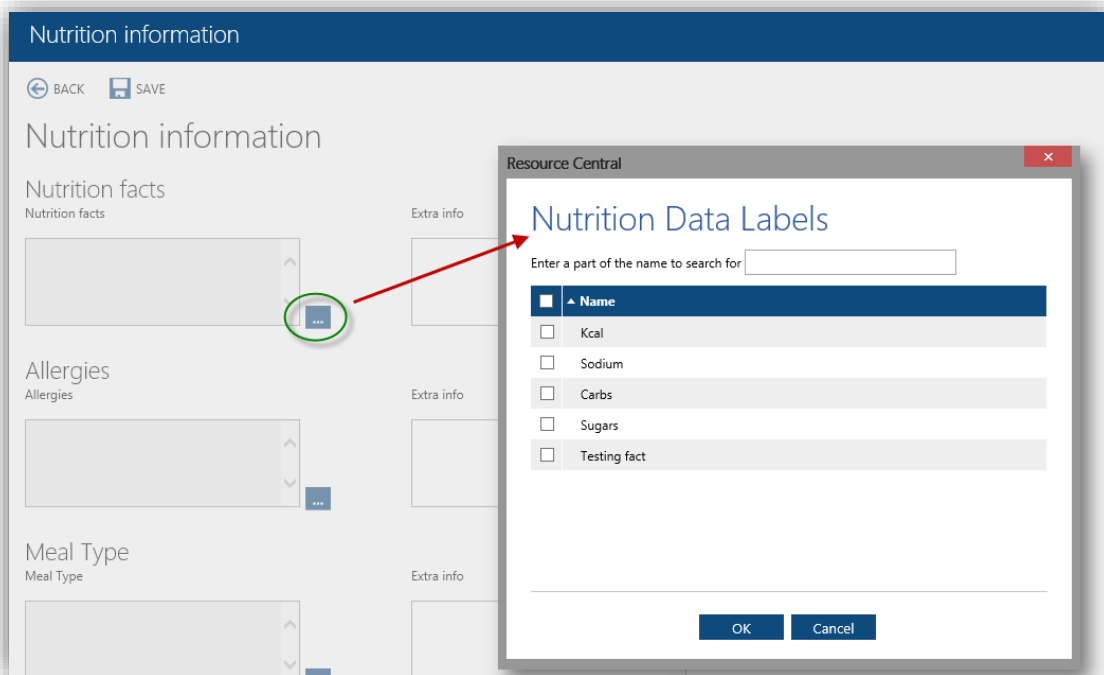 Nutrition information
BACK SAVE
Nutrition information
Nutrition facts
Nutrition facts Extra info
...
Allergies
Allergies Extra info
...
Meal Type
Meal Type Extra info
Resource Central
Nutrition Data Labels
Enter a part of the name to search for
Name
Kcal
Sodium
Carbs
Sugars
Testing fact
OK Cancel